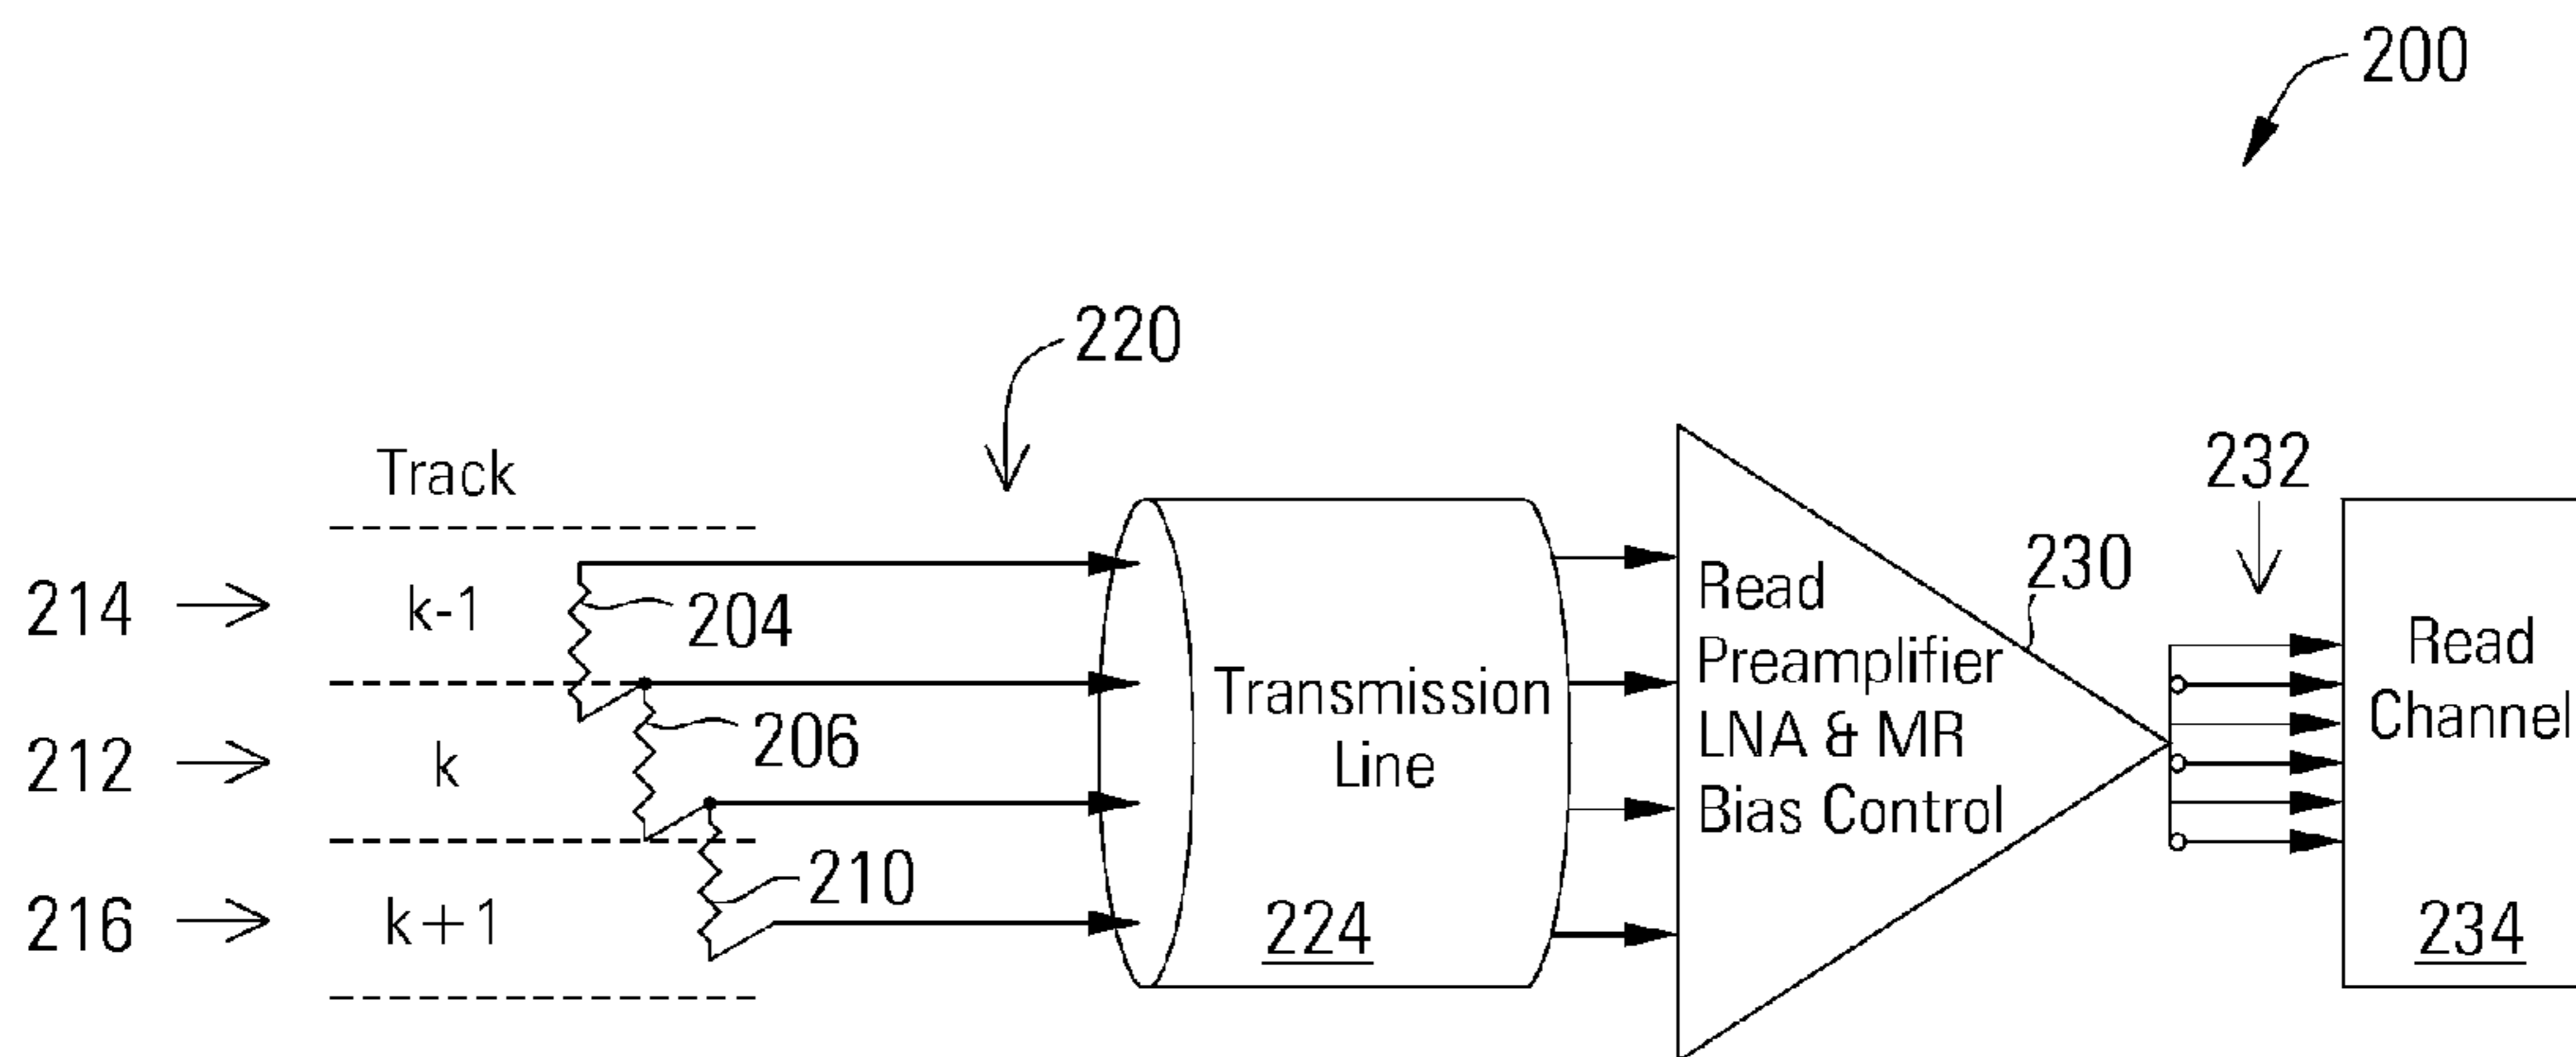 200
220
Track
232
214
k-1
204
230
Read
Preamplifier
LNA & MR
Bias Control
Read
Channel
Transmission
Line
212
k
206
210
216
k+1
224
234